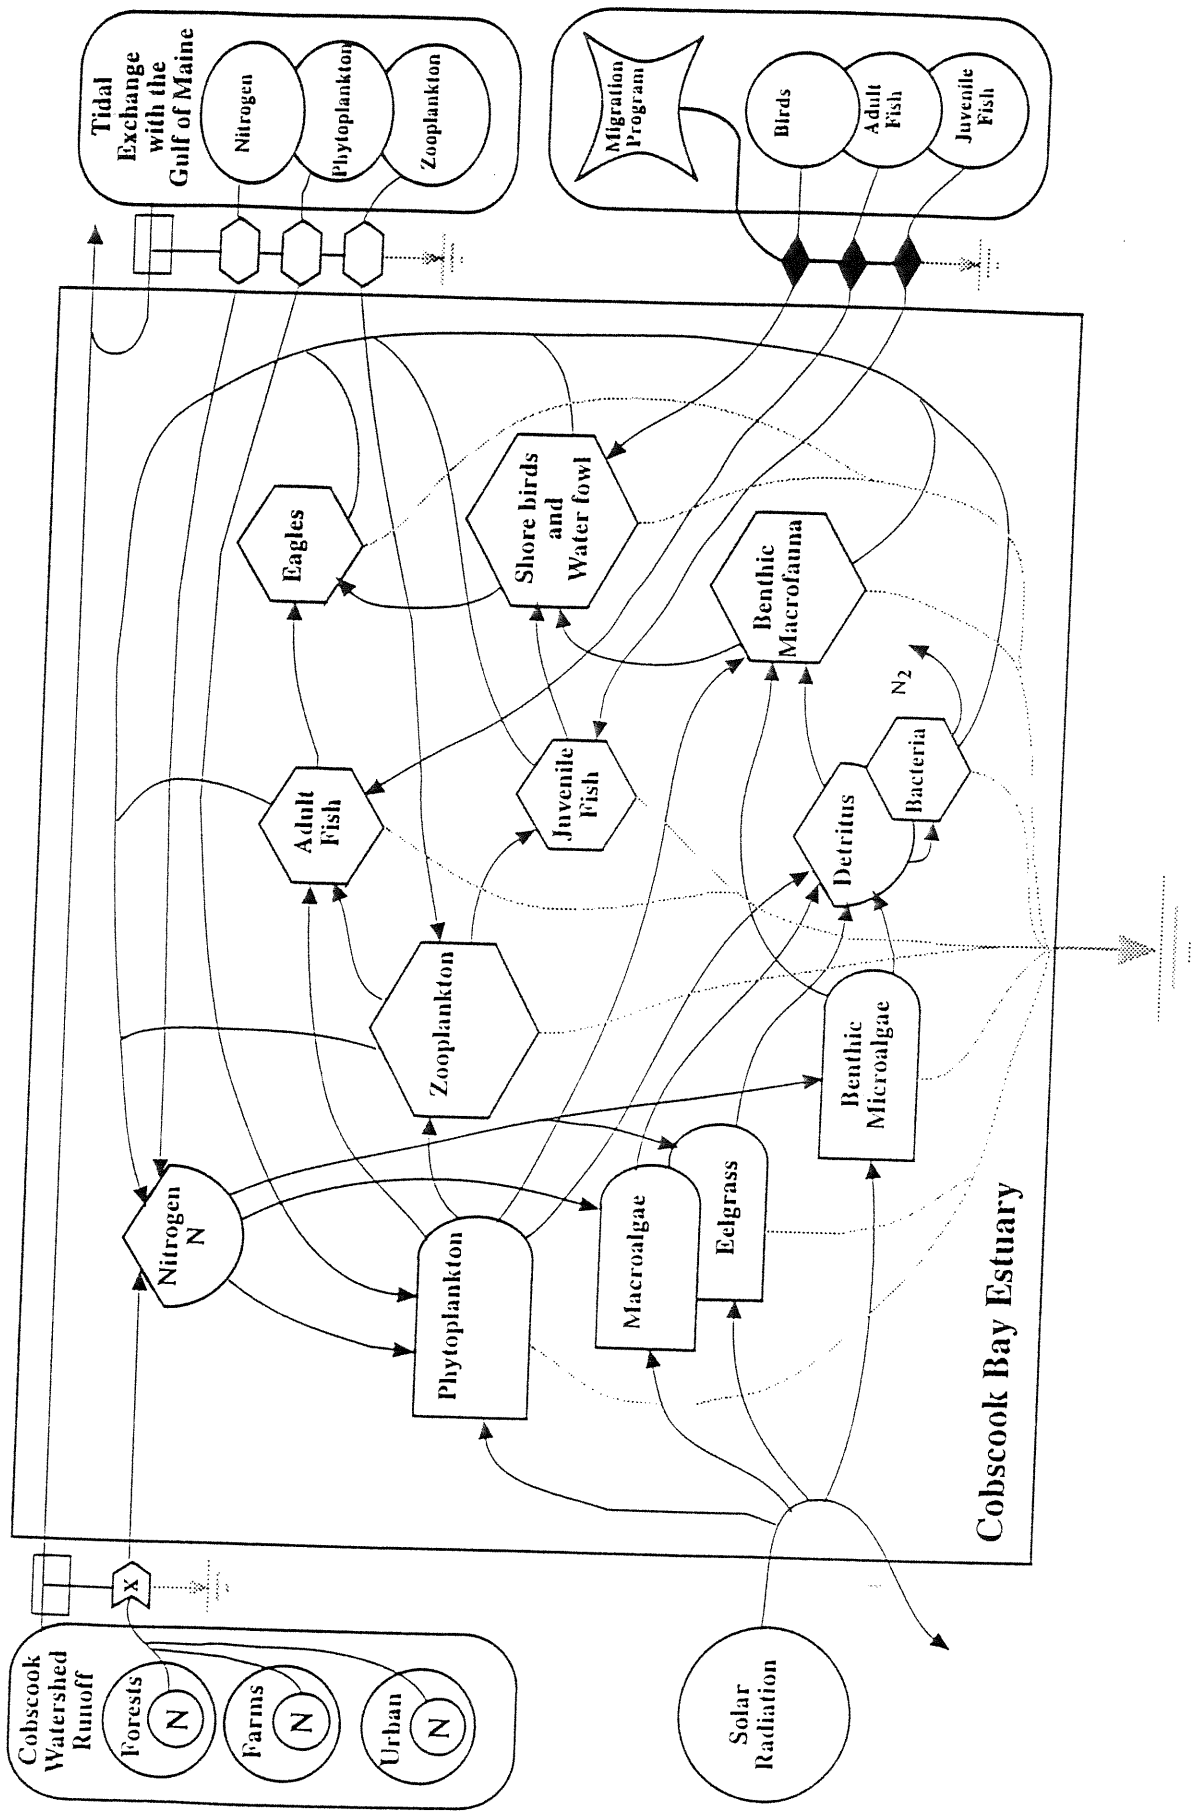 Tidal
Exchange
with the
Gulf of Maine
Nitrogen
Phytoplankton
Zooplankton
Migration
Program
Birds
Adult
Fish
Juvenile
Fish
Eagles
Shore birds
and
Water fowl
Benthic
Macrofauna
Adult
Fish
Juvenile
Fish
Detritus
Bacteria
N2
Zooplankton
Benthic
Microalgae
Nitrogen
N
Phytoplankton
Macroalgae
Eelgrass
Cobscook Bay Estuary
X
Cobscook
Watershed
Runoff
Forests
N
Farms
N
Urban
N
Solar
Radiation